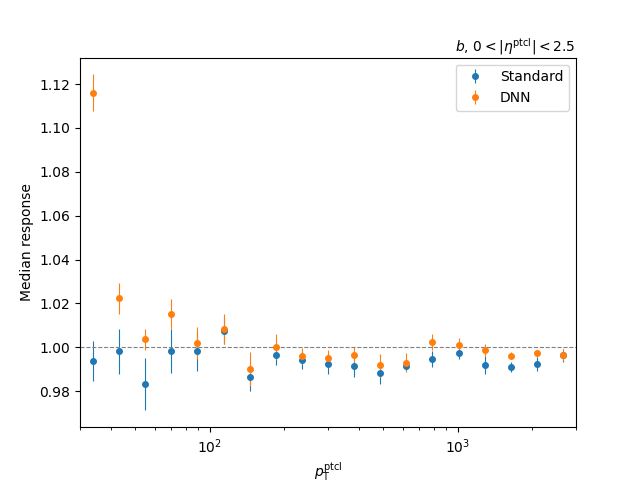 b, 0 < |η^ptcl| < 2.5
Standard
DNN
Median response
1.12
1.10
1.08
1.06
1.04
1.02
1.00
0.98
10^2
10^3
p_T^ptcl